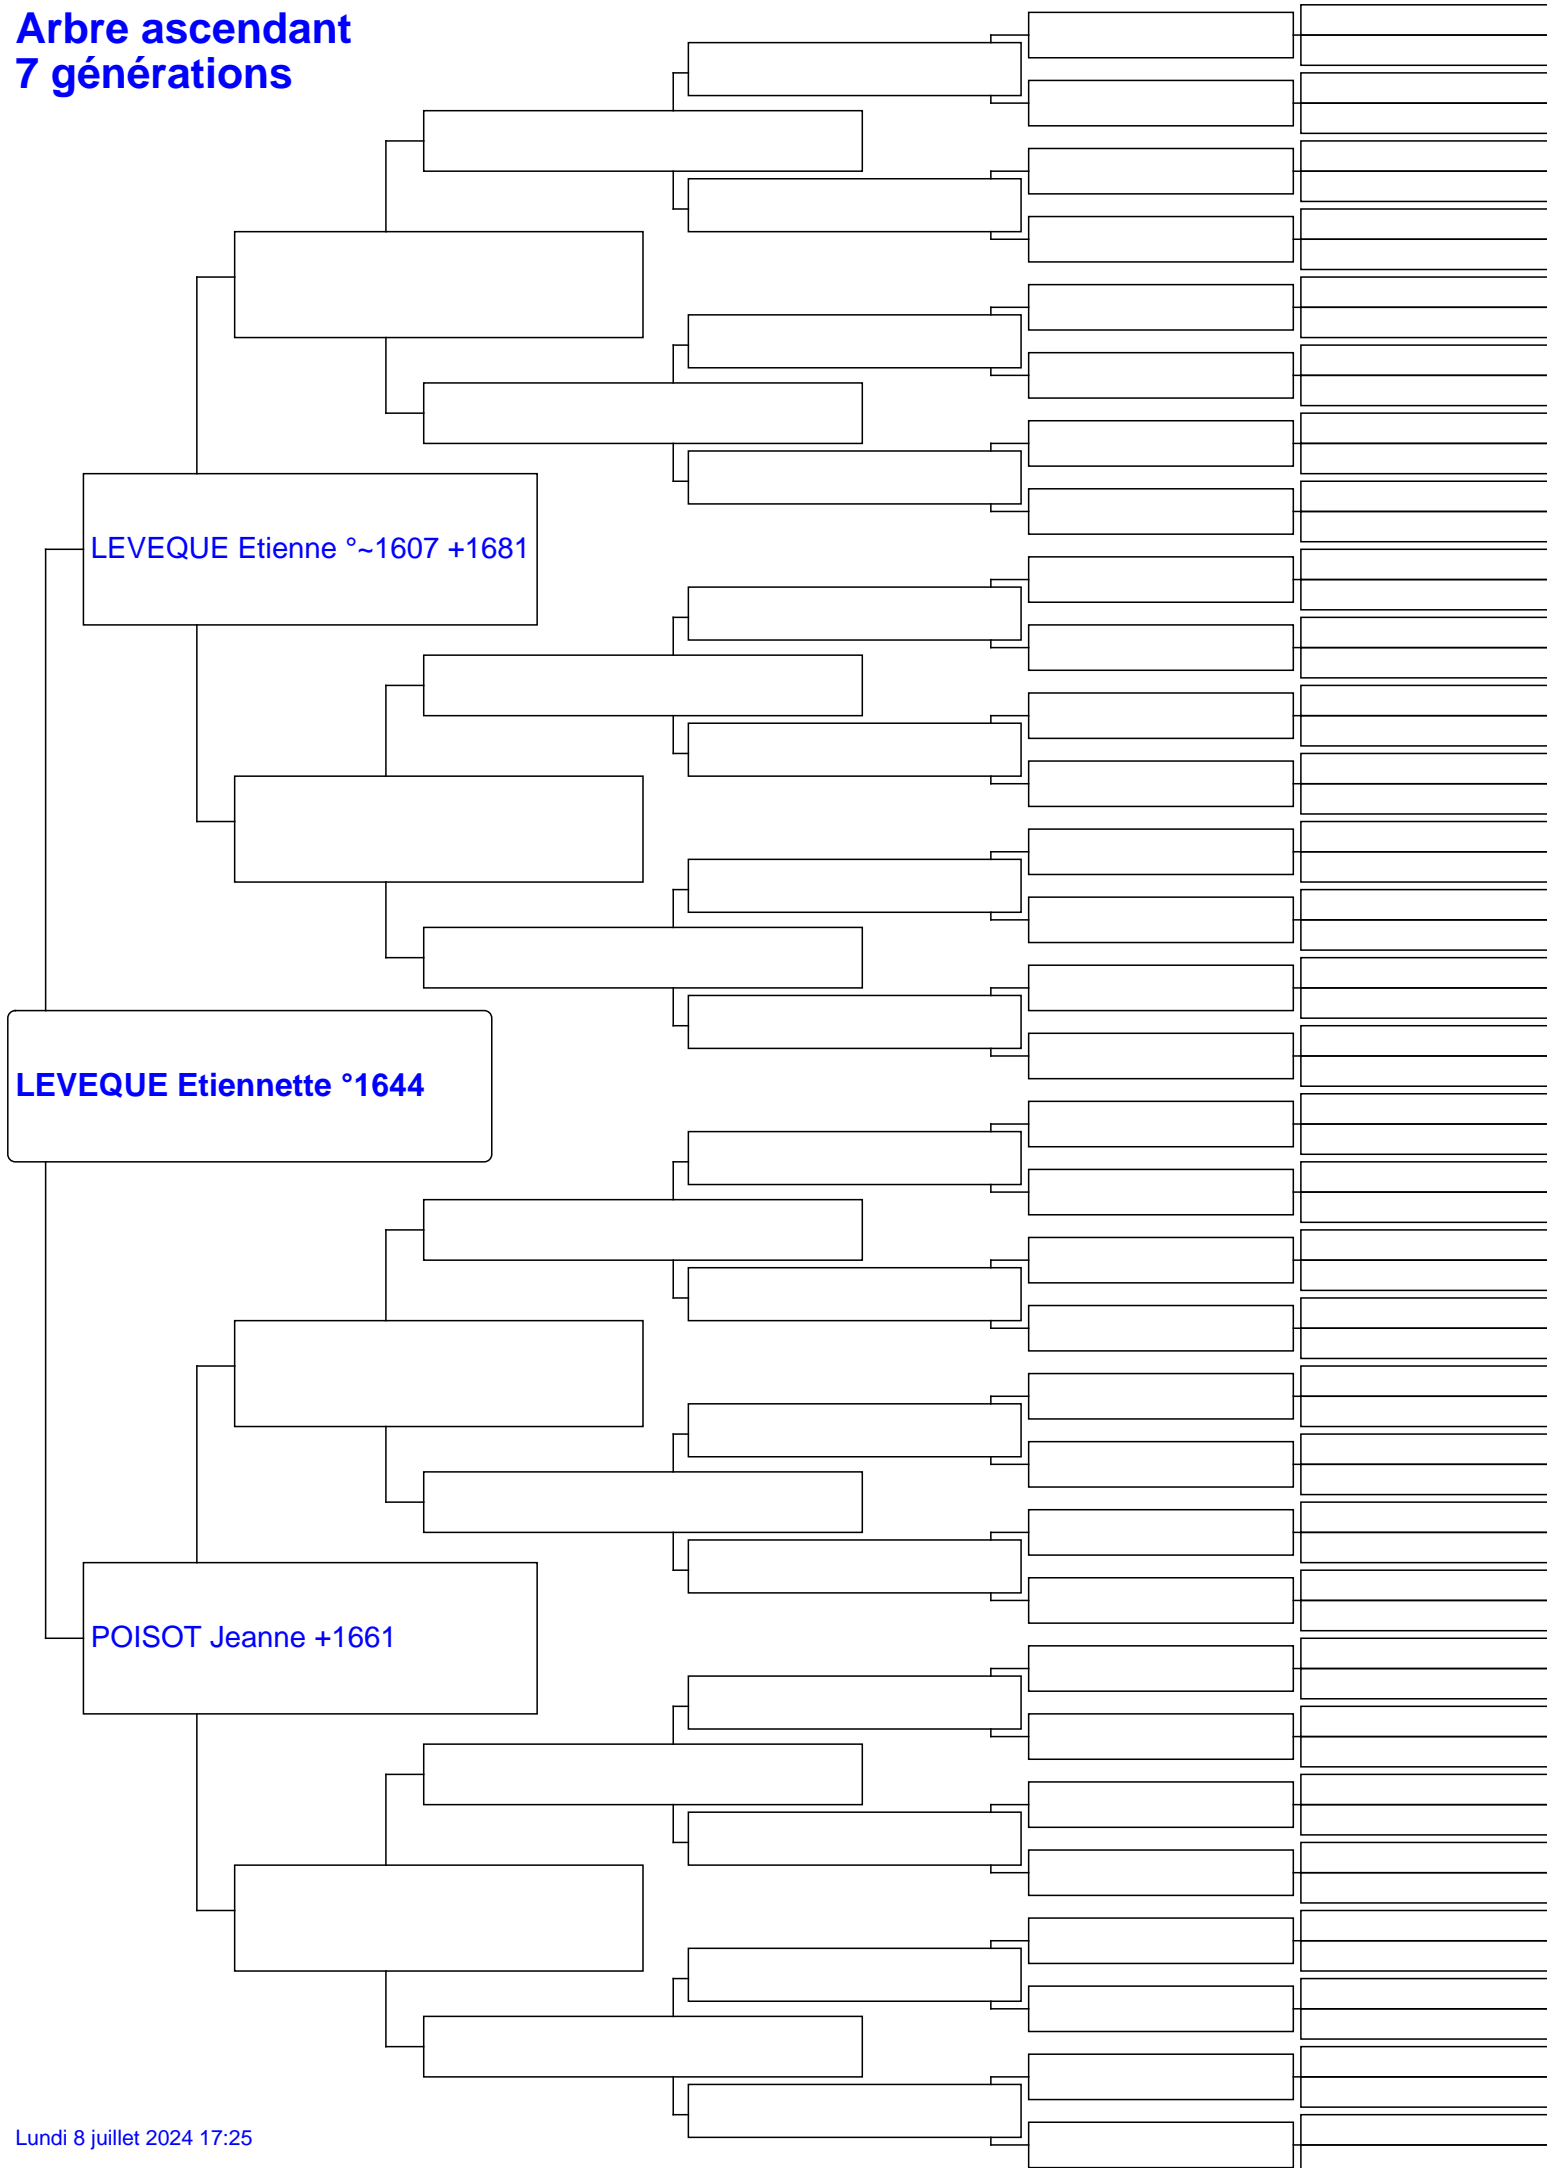 Arbre ascendant
7 générations
LEVEQUE Etienne °~1607 +1681
LEVEQUE Etiennette °1644
POISOT Jeanne +1661
Lundi 8 juillet 2024 17:25